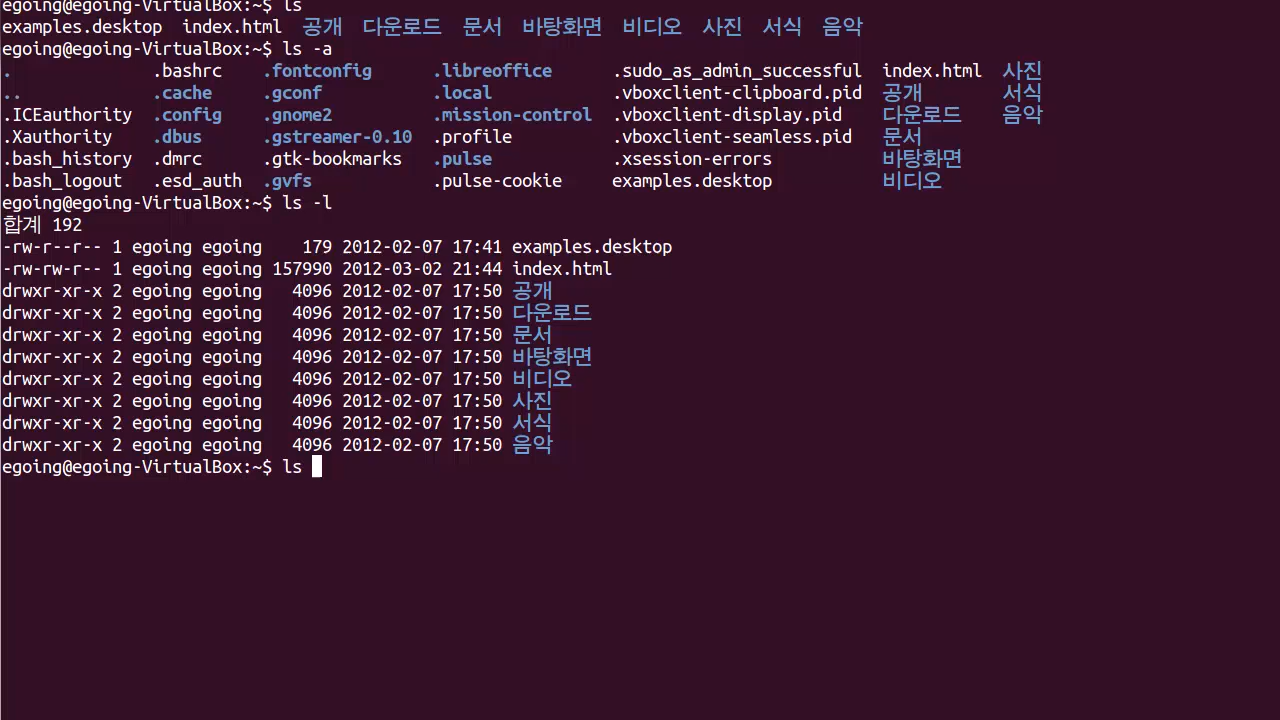 egoing@egoing-VirtualBox:~$ ls
examples.desktop  index.html  공개  다운로드  문서  바탕화면  비디오  사진  서식  음악
egoing@egoing-VirtualBox:~$ ls -a
.              .bashrc    .fontconfig     .libreoffice      .sudo_as_admin_successful  index.html  사진
..             .cache     .gconf          .local            .vboxclient-clipboard.pid  공개        서식
.ICEauthority  .config    .gnome2         .mission-control  .vboxclient-display.pid    다운로드    음악
.Xauthority    .dbus      .gstreamer-0.10  .profile          .vboxclient-seamless.pid   문서
.bash_history  .dmrc      .gtk-bookmarks  .pulse            .xsession-errors           바탕화면
.bash_logout   .esd_auth  .gvfs           .pulse-cookie     examples.desktop           비디오
egoing@egoing-VirtualBox:~$ ls -l
합계 192
-rw-r--r-- 1 egoing egoing    179 2012-02-07 17:41 examples.desktop
-rw-rw-r-- 1 egoing egoing 157990 2012-03-02 21:44 index.html
drwxr-xr-x 2 egoing egoing   4096 2012-02-07 17:50 공개
drwxr-xr-x 2 egoing egoing   4096 2012-02-07 17:50 다운로드
drwxr-xr-x 2 egoing egoing   4096 2012-02-07 17:50 문서
drwxr-xr-x 2 egoing egoing   4096 2012-02-07 17:50 바탕화면
drwxr-xr-x 2 egoing egoing   4096 2012-02-07 17:50 비디오
drwxr-xr-x 2 egoing egoing   4096 2012-02-07 17:50 사진
drwxr-xr-x 2 egoing egoing   4096 2012-02-07 17:50 서식
drwxr-xr-x 2 egoing egoing   4096 2012-02-07 17:50 음악
egoing@egoing-VirtualBox:~$ ls